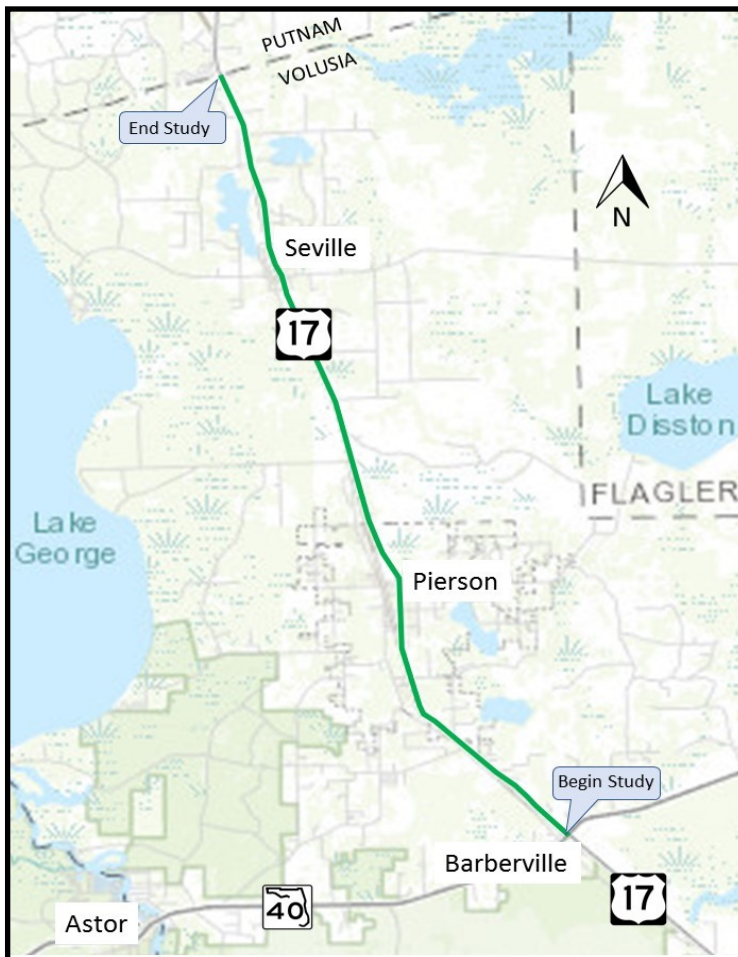 PUTNAM
VOLUSIA
End Study
N
Seville
17
Lake
Disston
FLAGLER
Lake
George
Pierson
Begin Study
Barberville
17
40
Astor